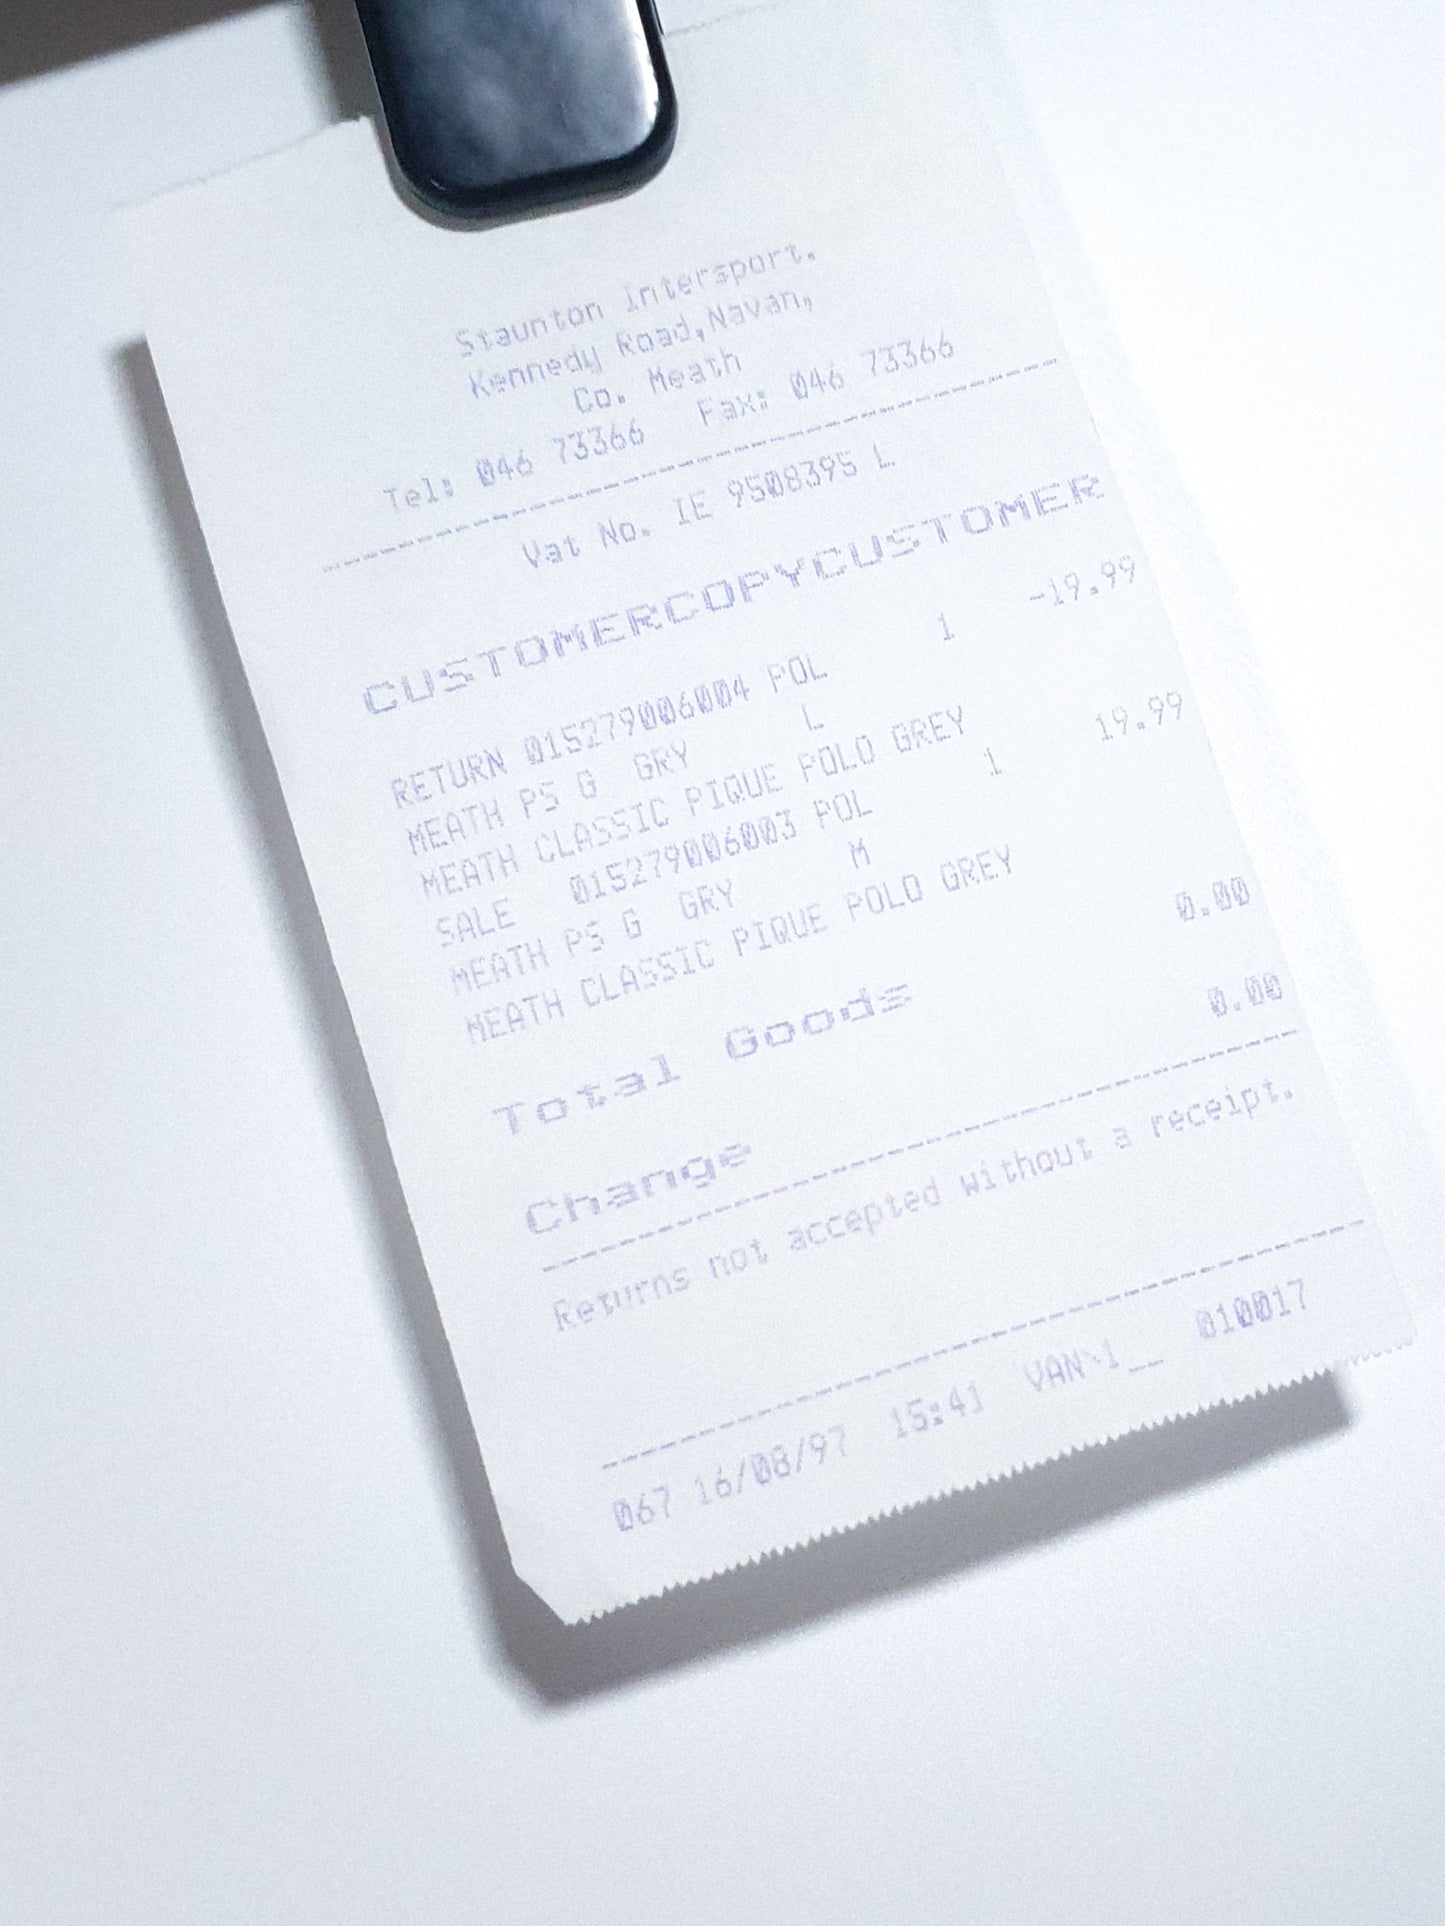 Staunton Intersport.
Kennedy Road,Navan,
Co. Meath
Tel: 046 73366 Fax: 046 73366
Vat No. IE 9508395 L
CUSTOMERCOPYCUSTOMER
RETURN 015279006004 POL 1 -19.99
MEATH PS G GRY L
MEATH CLASSIC PIQUE POLO GREY
SALE 015279006003 POL 1 19.99
MEATH PS G GRY M
MEATH CLASSIC PIQUE POLO GREY
Total Goods 0.00
Change 0.00
Returns not accepted without a receipt.
067 16/08/97 15:41 VAN\1__ 010017